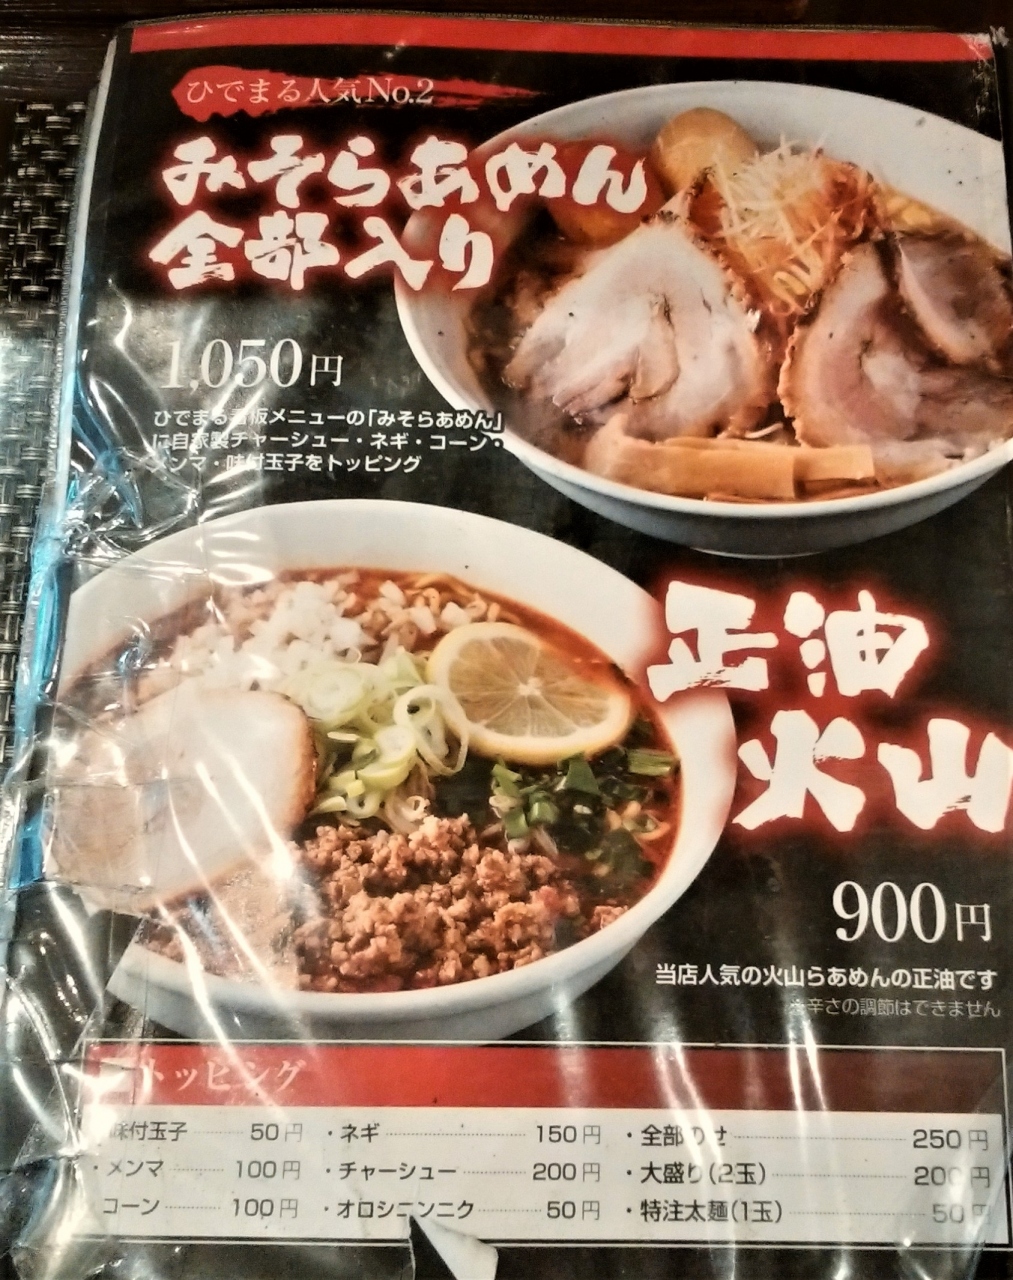 ひでまる人気No.2
みそらあめん
全部入り
1,050円
ひでまる看板メニューの「みそらあめん」
に自家製チャーシュー・ネギ・コーン・
メンマ・味付玉子をトッピング
正油
火山
900円
当店人気の火山らあめんの正油です
※辛さの調節はできません
トッピング
味付玉子 50円 ・ネギ 150円 ・全部のせ 250円
・メンマ 100円 ・チャーシュー 200円 ・大盛り(2玉) 200円
コーン 100円 ・オロシニンニク 50円 ・特注太麺(1玉) 50円